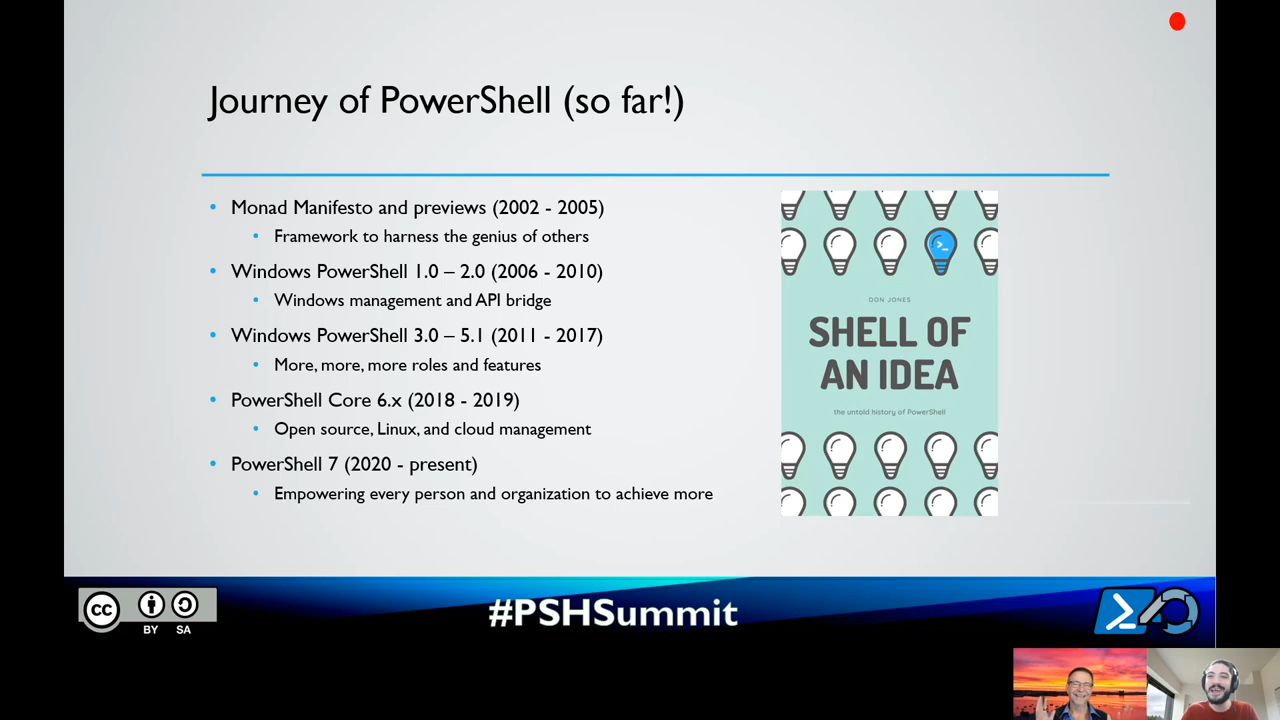 Journey of PowerShell (so far!)
Monad Manifesto and previews (2002 - 2005)
Framework to harness the genius of others
Windows PowerShell 1.0 – 2.0 (2006 - 2010)
Windows management and API bridge
Windows PowerShell 3.0 – 5.1 (2011 - 2017)
More, more, more roles and features
PowerShell Core 6.x (2018 - 2019)
Open source, Linux, and cloud management
PowerShell 7 (2020 - present)
Empowering every person and organization to achieve more
DON JONES
SHELL OF
AN IDEA
the untold history of PowerShell
cc
BY SA
#PSHSummit